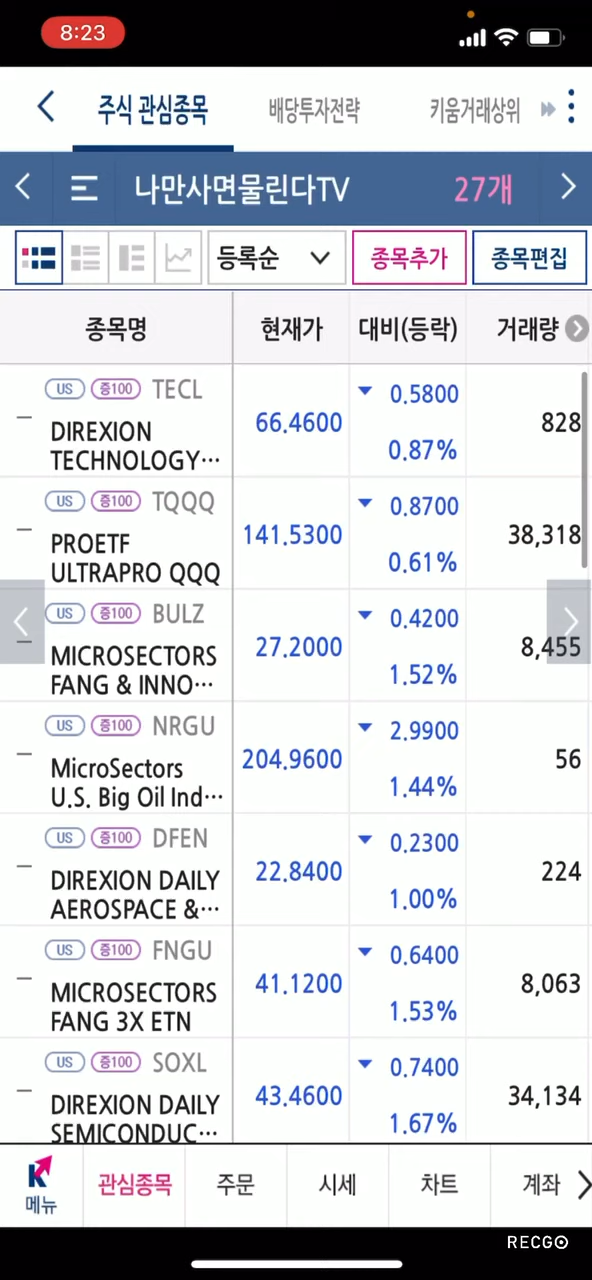 8:23
주식 관심종목 배당투자전략 키움거래상위
나만사면물린다TV 27개
등록순 종목추가 종목편집
종목명 현재가 대비(등락) 거래량
US 증100 TECL
DIREXION
TECHNOLOGY···
66.4600
▼ 0.5800
0.87%
828
US 증100 TQQQ
PROETF
ULTRAPRO QQQ
141.5300
▼ 0.8700
0.61%
38,318
US 증100 BULZ
MICROSECTORS
FANG & INNO···
27.2000
▼ 0.4200
1.52%
8,455
US 증100 NRGU
MicroSectors
U.S. Big Oil Ind···
204.9600
▼ 2.9900
1.44%
56
US 증100 DFEN
DIREXION DAILY
AEROSPACE &···
22.8400
▼ 0.2300
1.00%
224
US 증100 FNGU
MICROSECTORS
FANG 3X ETN
41.1200
▼ 0.6400
1.53%
8,063
US 증100 SOXL
DIREXION DAILY
SEMICONDUC···
43.4600
▼ 0.7400
1.67%
34,134
메뉴 관심종목 주문 시세 차트 계좌
RECGO